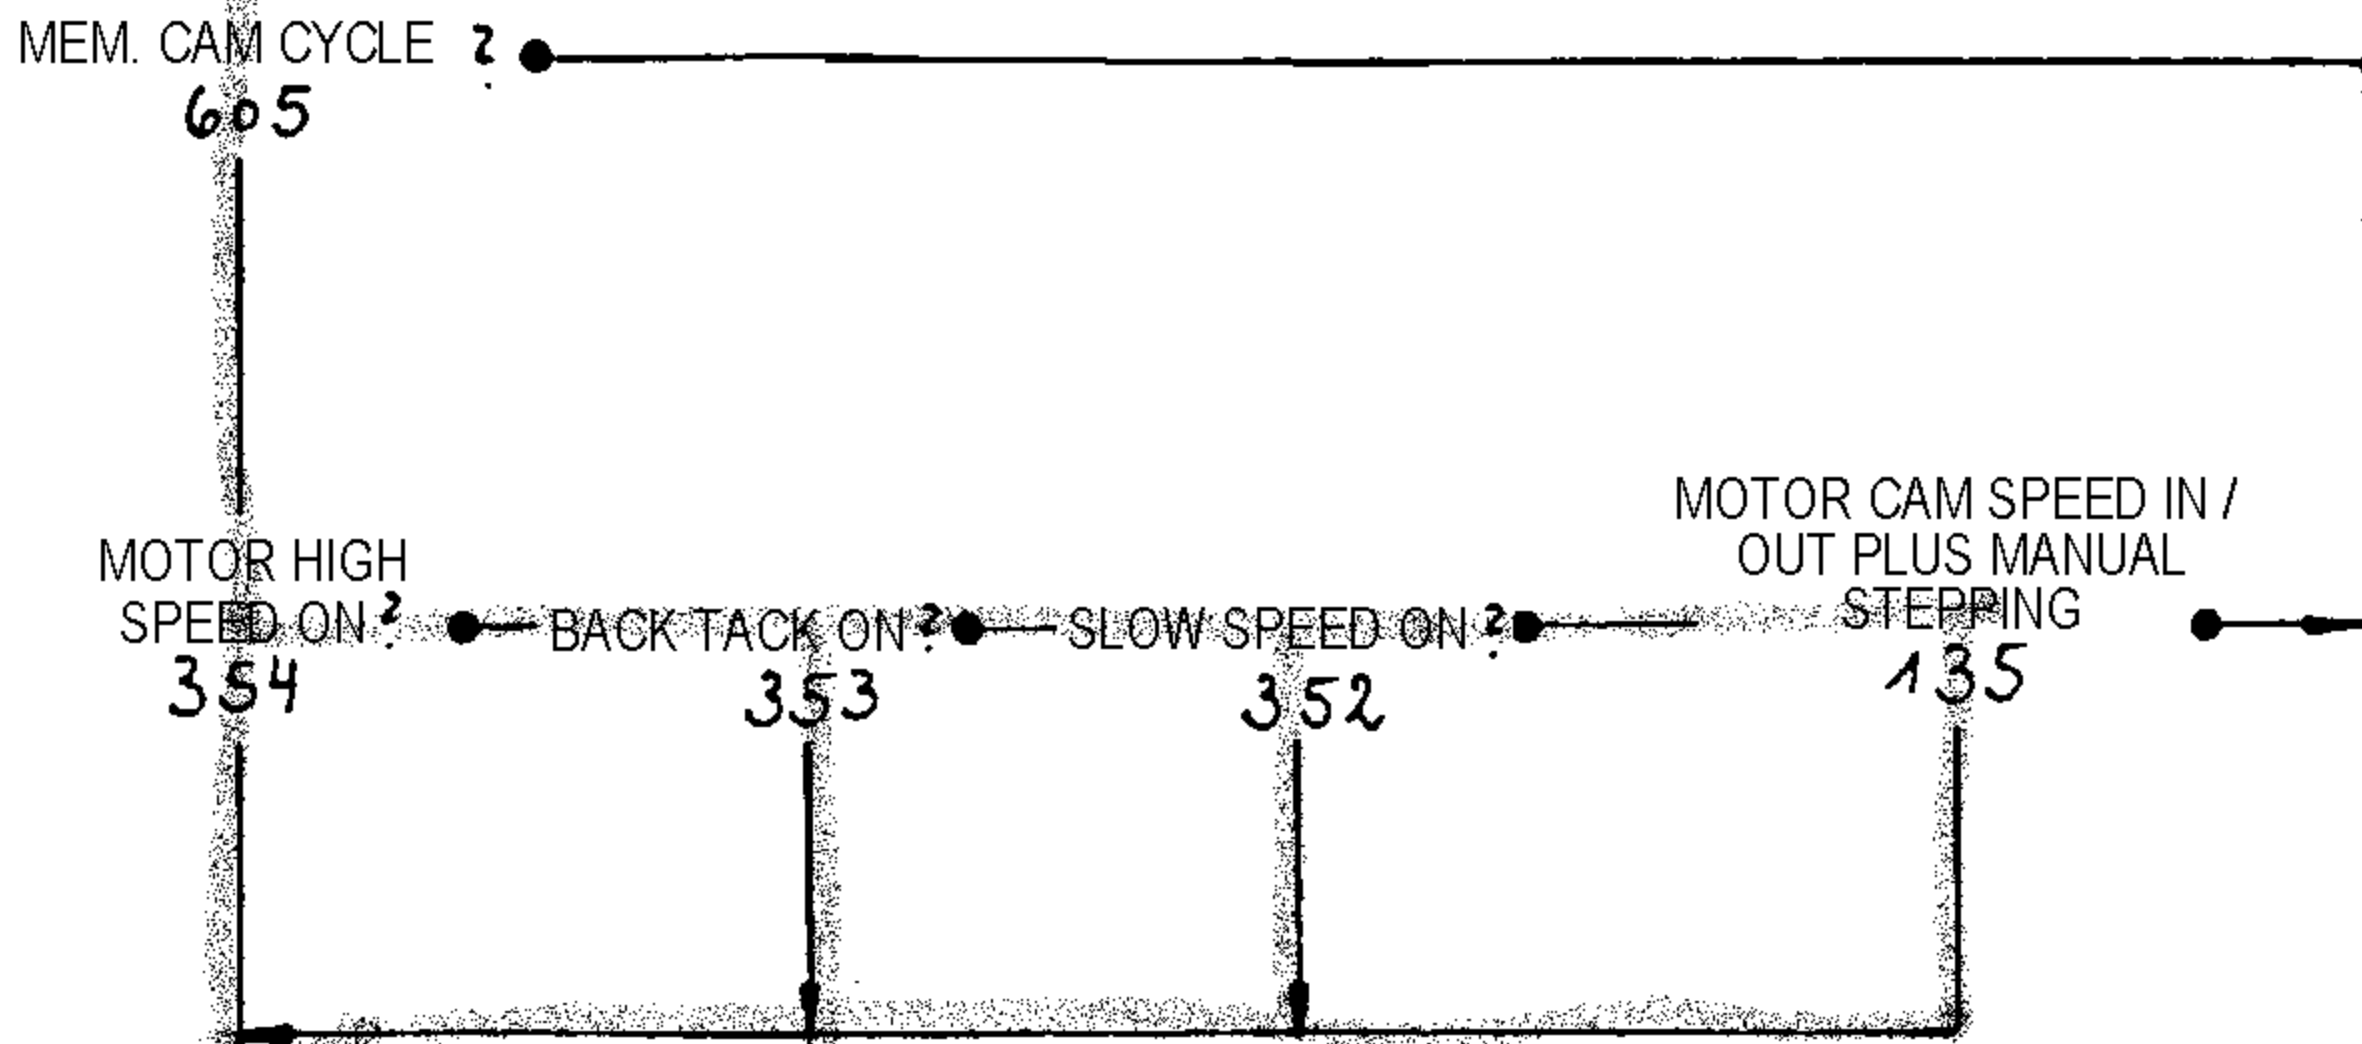 MEM. CAM CYCLE ?
605
MOTOR HIGH
SPEED ON ?
354
BACK TACK ON ?
353
SLOW SPEED ON ?
352
MOTOR CAM SPEED IN /
OUT PLUS MANUAL
STEPPING
135